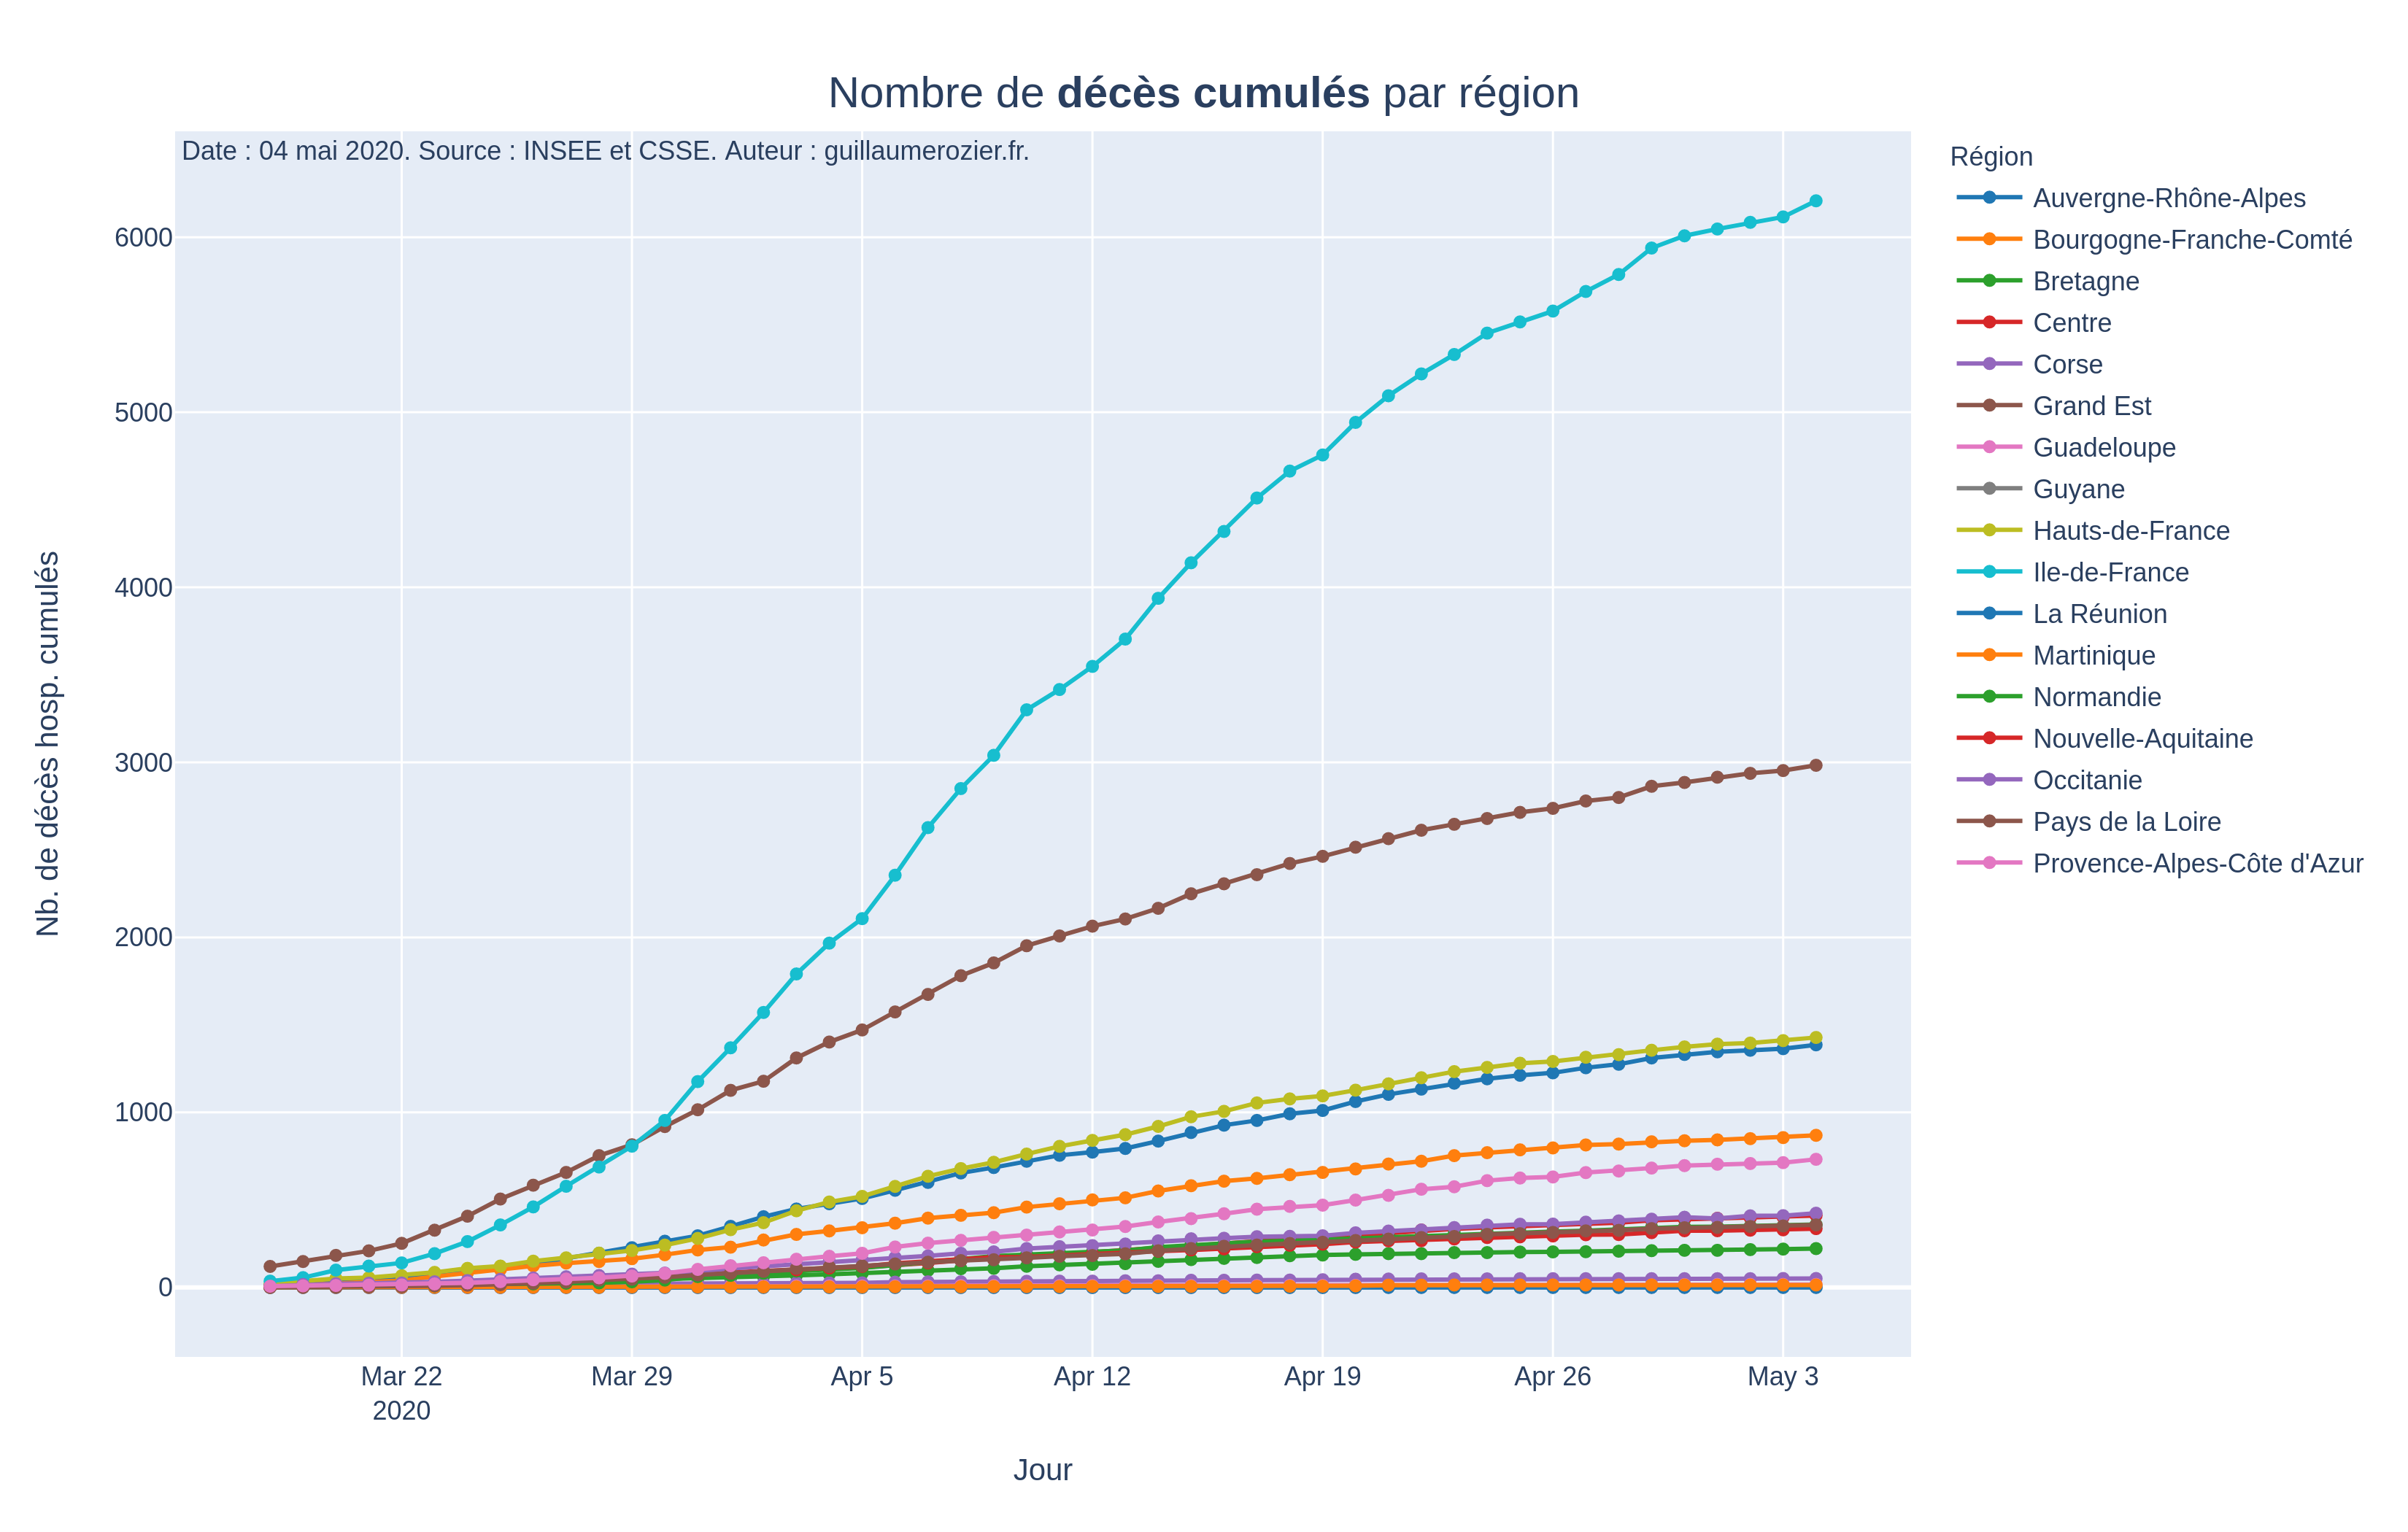 Nombre de décès cumulés par région
Date : 04 mai 2020. Source : INSEE et CSSE. Auteur : guillaumerozier.fr.
Nb. de décès hosp. cumulés
6000
5000
4000
3000
2000
1000
0
Mar 22
2020
Mar 29
Apr 5
Apr 12
Apr 19
Apr 26
May 3
Jour
Région
Auvergne-Rhône-Alpes
Bourgogne-Franche-Comté
Bretagne
Centre
Corse
Grand Est
Guadeloupe
Guyane
Hauts-de-France
Ile-de-France
La Réunion
Martinique
Normandie
Nouvelle-Aquitaine
Occitanie
Pays de la Loire
Provence-Alpes-Côte d'Azur